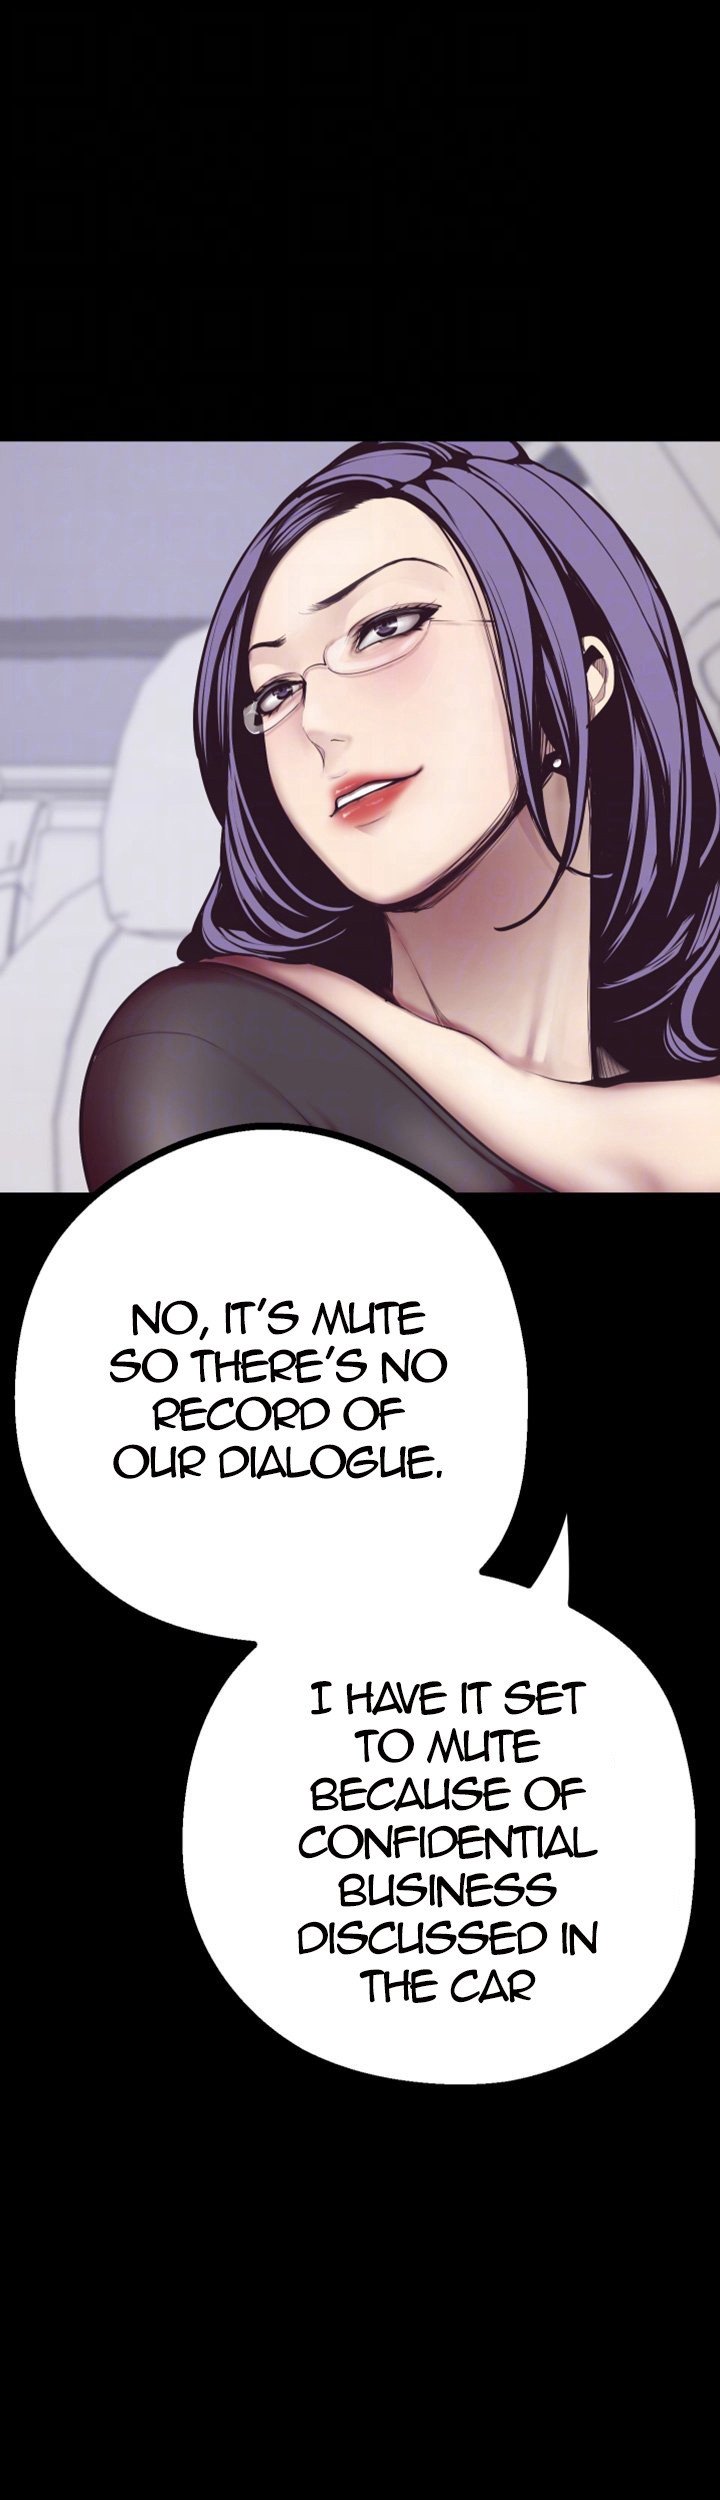 NO, IT'S MUTE
SO THERE'S NO
RECORD OF
OUR DIALOGUE.
I HAVE IT SET
TO MUTE
BECAUSE OF
CONFIDENTIAL
BUSINESS
DISCUSSED IN
THE CAR